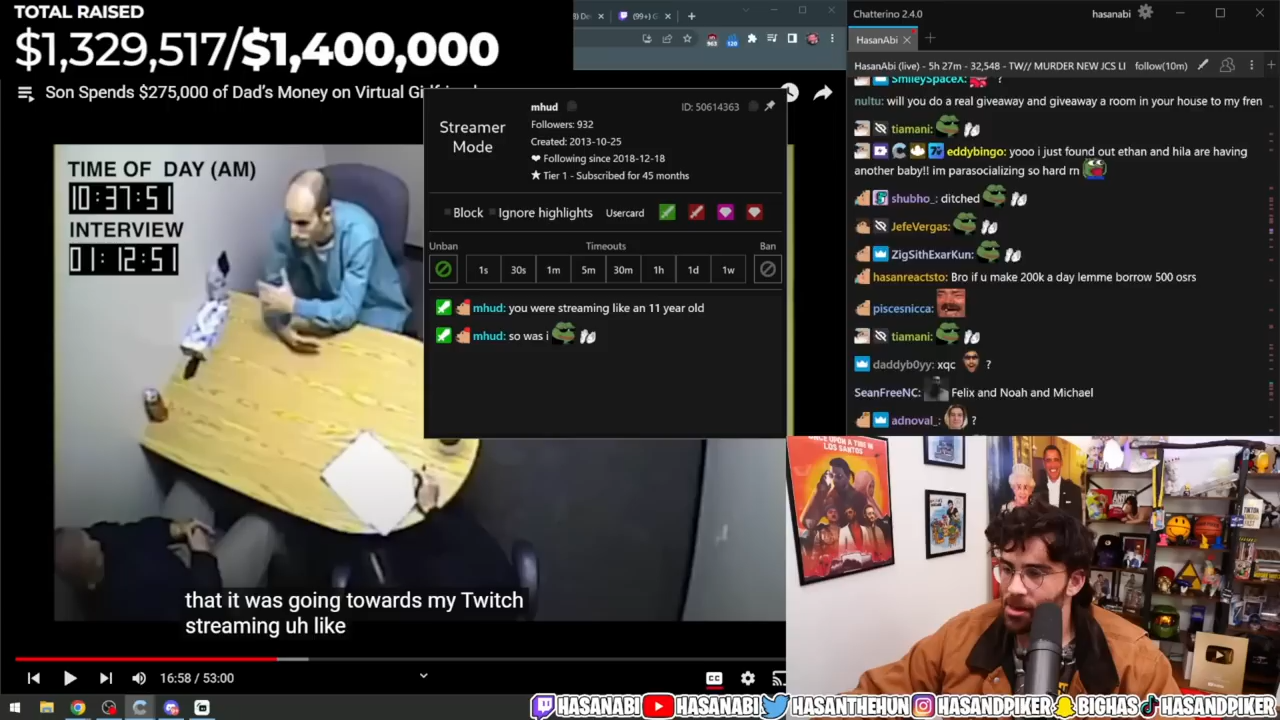 TOTAL RAISED
$1,329,517/$1,400,000
(99+) G
Son Spends $275,000 of Dad's Money on Virtual Gi
TIME OF DAY (AM)
10:37:51
INTERVIEW
01:12:51
that it was going towards my Twitch
streaming uh like
16:58 / 53:00
CC
Streamer
Mode
mhud
ID: 50614363
Followers: 932
Created: 2013-10-25
Following since 2018-12-18
Tier 1 - Subscribed for 45 months
Block
Ignore highlights
Usercard
Unban
Timeouts
Ban
1s 30s 1m 5m 30m 1h 1d 1w
mhud: you were streaming like an 11 year old
mhud: so was i
Chatterino 2.4.0
hasanabi
HasanAbi
HasanAbi (live) - 5h 27m - 32,548 - TW// MURDER NEW JCS LI
follow(10m)
SmileySpaceX: ?
nultu: will you do a real giveaway and giveaway a room in your house to my fren
tiamani:
eddybingo: yooo i just found out ethan and hila are having
another baby!! im parasocializing so hard rn
shubho_: ditched
JefeVergas:
ZigSithExarKun:
hasanreactsto: Bro if u make 200k a day lemme borrow 500 osrs
piscesnicca:
tiamani:
daddyb0yy: xqc ?
SeanFreeNC: Felix and Noah and Michael
adnoval_: ?
ONCE UPON A TIME IN
LOS SANTOS
HASANABI
HASANABI
HASANTHEHUN
HASANDPIKER
BIGHAS
HASANDPIKER